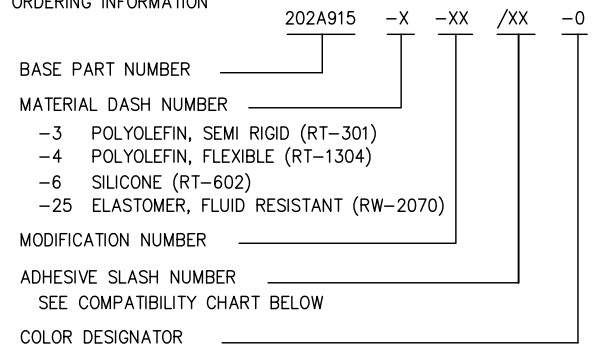 ORDERING INFORMATION
202A915 -X -XX /XX -0
BASE PART NUMBER
MATERIAL DASH NUMBER
-3 POLYOLEFIN, SEMI RIGID (RT-301)
-4 POLYOLEFIN, FLEXIBLE (RT-1304)
-6 SILICONE (RT-602)
-25 ELASTOMER, FLUID RESISTANT (RW-2070)
MODIFICATION NUMBER
ADHESIVE SLASH NUMBER
SEE COMPATIBILITY CHART BELOW
COLOR DESIGNATOR